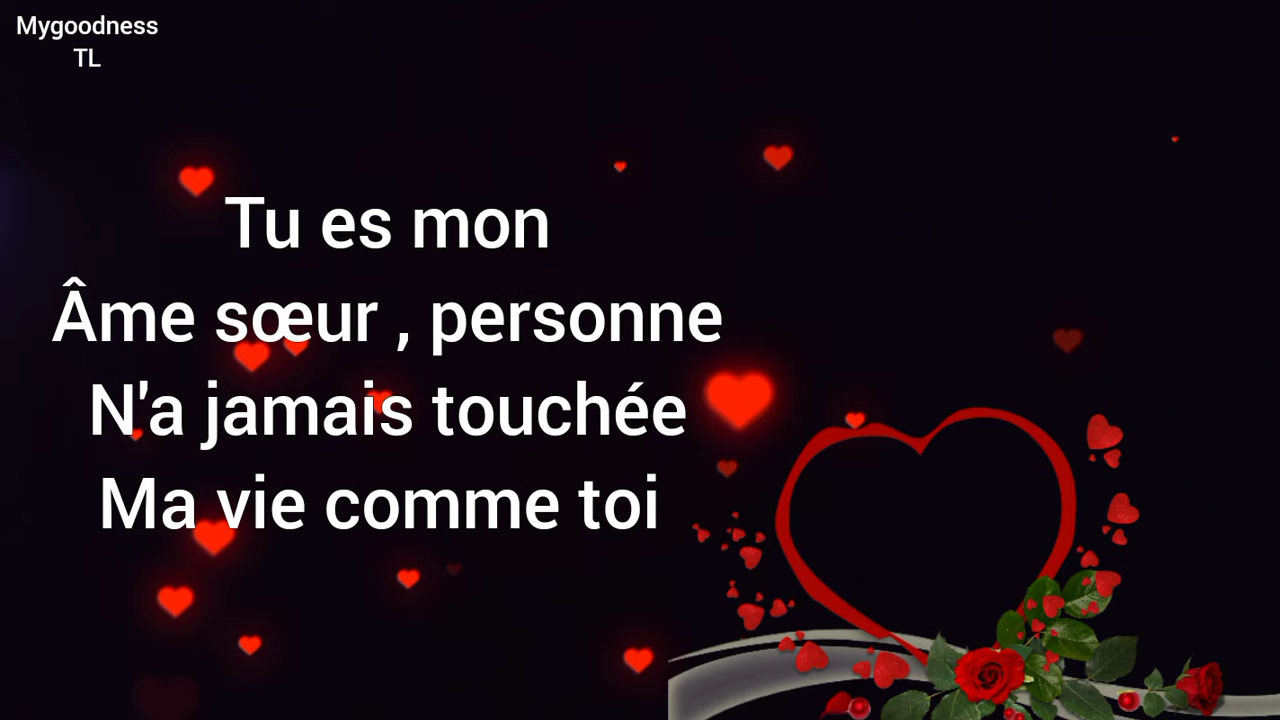 Mygoodness
TL
Tu es mon
Âme sœur , personne
N'a jamais touchée
Ma vie comme toi